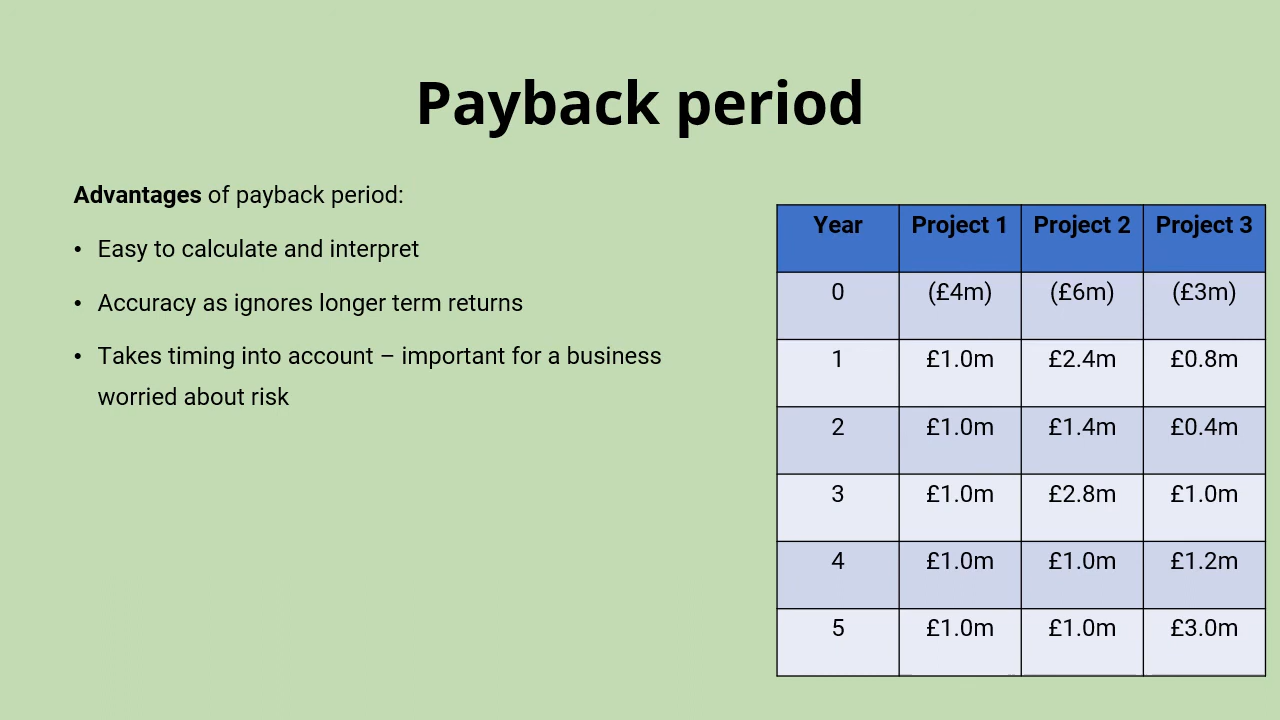 Payback period
Advantages of payback period:
• Easy to calculate and interpret
• Accuracy as ignores longer term returns
• Takes timing into account – important for a business
worried about risk
Year Project 1 Project 2 Project 3
0 (£4m) (£6m) (£3m)
1 £1.0m £2.4m £0.8m
2 £1.0m £1.4m £0.4m
3 £1.0m £2.8m £1.0m
4 £1.0m £1.0m £1.2m
5 £1.0m £1.0m £3.0m